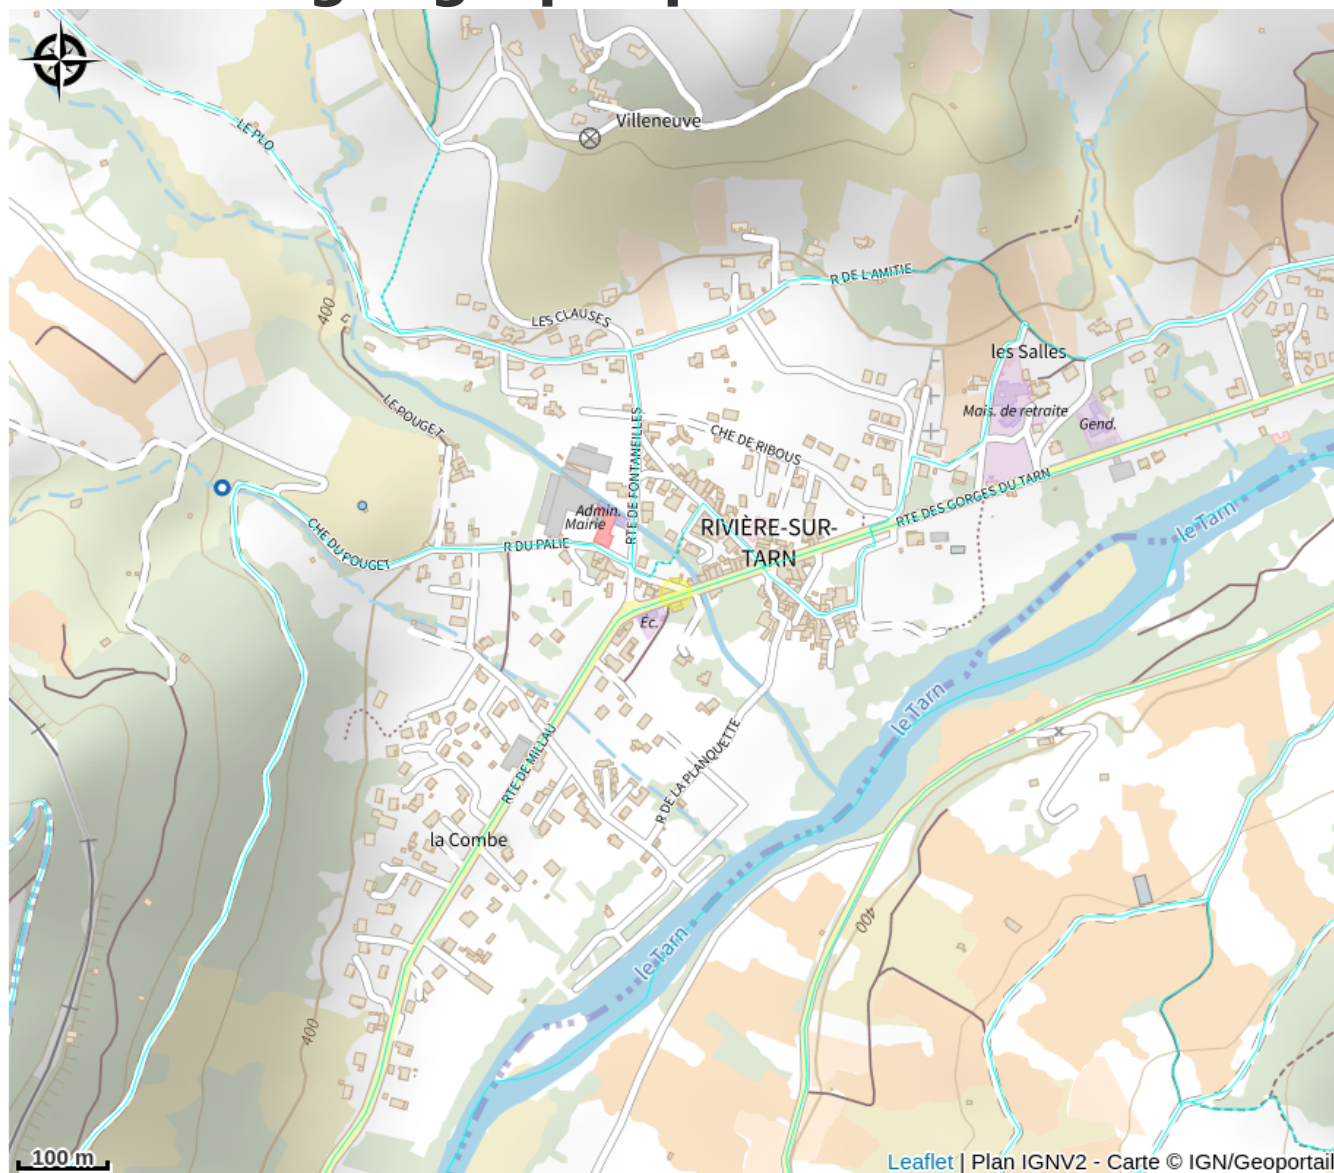 LE PLO
Villeneuve
R DE L AMITIE
400
LES CLAUSES
les Salles
LE POUGET
RTE DE FONTANEILLES
CHE DE RIBOUS
Mais. de retraite
Gend.
Admin.
Mairie
RIVIÈRE-SUR-
TARN
RTE DES GORGES DU TARN
le Tarn
CHE DU POUGET
R DU PALIE
Éc.
le Tarn
RTE DE MILLAU
R DE LA PLANQUETTE
la Combe
400
le Tarn
400
100 m
Leaflet | Plan IGNV2 - Carte © IGN/Geoportail